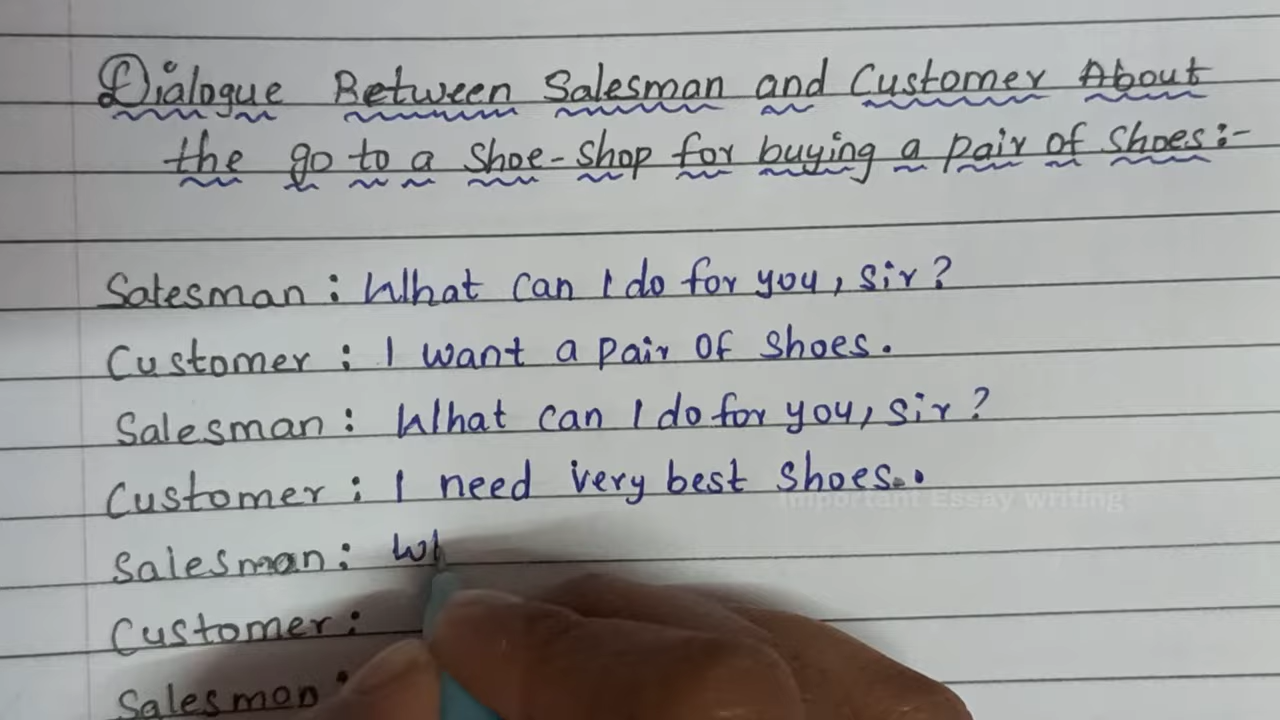 Dialogue Between Salesman and Customer About
the go to a shoe-shop for buying a pair of shoes:-
Salesman : What can I do for you, sir?
Customer : I want a pair of shoes.
Salesman : What can I do for you, sir?
Customer : I need very best shoes..
Important Essay writing
Salesman : Wh
Customer :
Salesman :